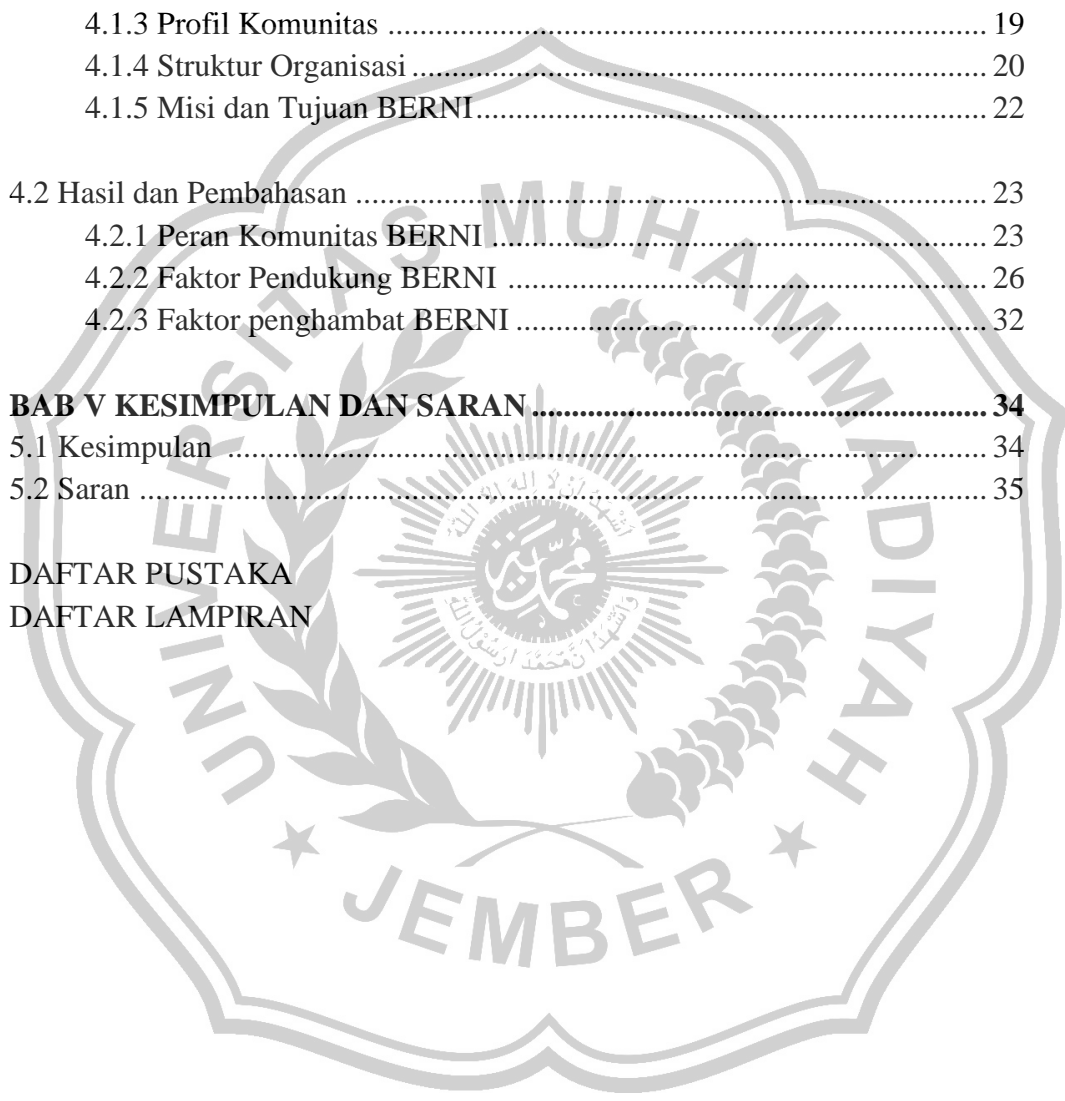 4.1.3 Profil Komunitas ........................................................................... 19
4.1.4 Struktur Organisasi ........................................................................ 20
4.1.5 Misi dan Tujuan BERNI................................................................ 22
4.2 Hasil dan Pembahasan ............................................................................... 23
4.2.1 Peran Komunitas BERNI .............................................................. 23
4.2.2 Faktor Pendukung BERNI ............................................................ 26
4.2.3 Faktor penghambat BERNI ........................................................... 32
BAB V KESIMPULAN DAN SARAN ......................................................... 34
5.1 Kesimpulan ............................................................................................... 34
5.2 Saran .......................................................................................................... 35
DAFTAR PUSTAKA
DAFTAR LAMPIRAN
UNIVERSITAS MUHAMMADIYAH
JEMBER